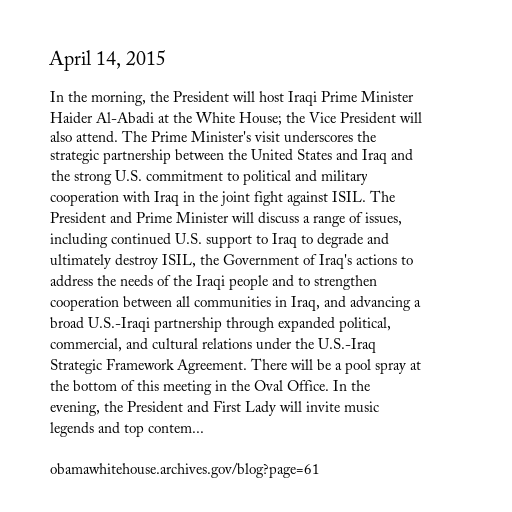 April 14, 2015
In the morning, the President will host Iraqi Prime Minister
Haider Al-Abadi at the White House; the Vice President will
also attend. The Prime Minister's visit underscores the
strategic partnership between the United States and Iraq and
the strong U.S. commitment to political and military
cooperation with Iraq in the joint fight against ISIL. The
President and Prime Minister will discuss a range of issues,
including continued U.S. support to Iraq to degrade and
ultimately destroy ISIL, the Government of Iraq's actions to
address the needs of the Iraqi people and to strengthen
cooperation between all communities in Iraq, and advancing a
broad U.S.-Iraqi partnership through expanded political,
commercial, and cultural relations under the U.S.-Iraq
Strategic Framework Agreement. There will be a pool spray at
the bottom of this meeting in the Oval Office. In the
evening, the President and First Lady will invite music
legends and top contem...
obamawhitehouse.archives.gov/blog?page=61